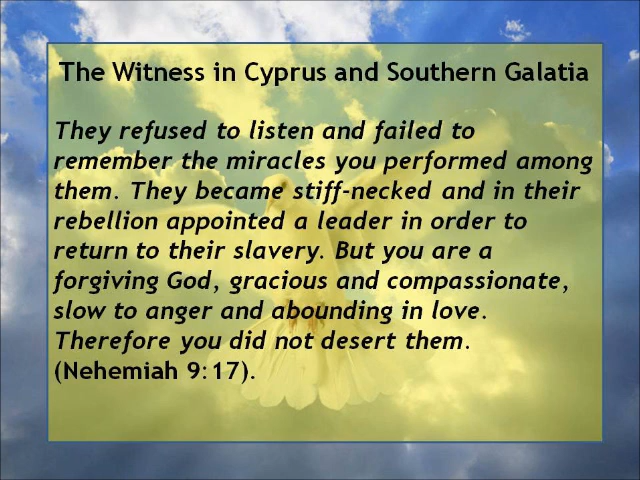 The Witness in Cyprus and Southern Galatia
They refused to listen and failed to
remember the miracles you performed among
them. They became stiff-necked and in their
rebellion appointed a leader in order to
return to their slavery. But you are a
forgiving God, gracious and compassionate,
slow to anger and abounding in love.
Therefore you did not desert them.
(Nehemiah 9:17).